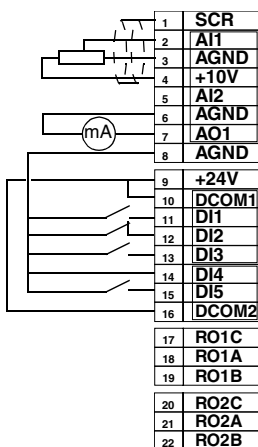 1 SCR
2 AI1
3 AGND
4 +10V
5 AI2
6 AGND
mA
7 AO1
8 AGND
9 +24V
10 DCOM1
11 DI1
12 DI2
13 DI3
14 DI4
15 DI5
16 DCOM2
17 RO1C
18 RO1A
19 RO1B
20 RO2C
21 RO2A
22 RO2B